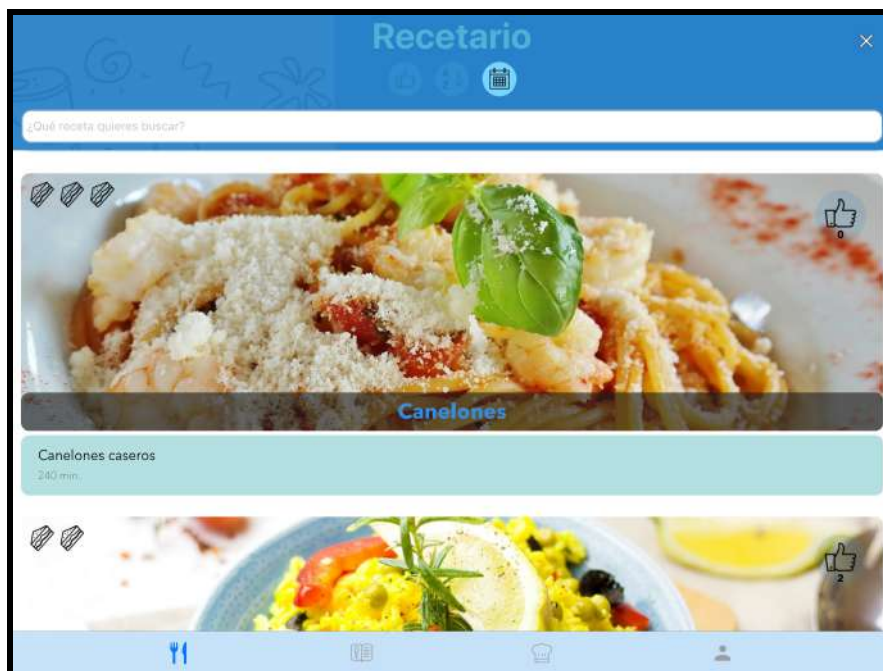 Recetario
¿Qué receta quieres buscar?
0
Canelones
Canelones caseros
240 min.
2